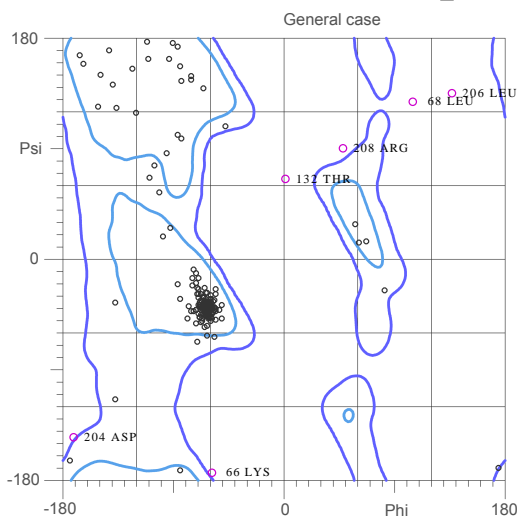 General case
180
206 LEU
68 LEU
Psi
208 ARG
132 THR
0
204 ASP
66 LYS
-180
-180
0
Phi
180